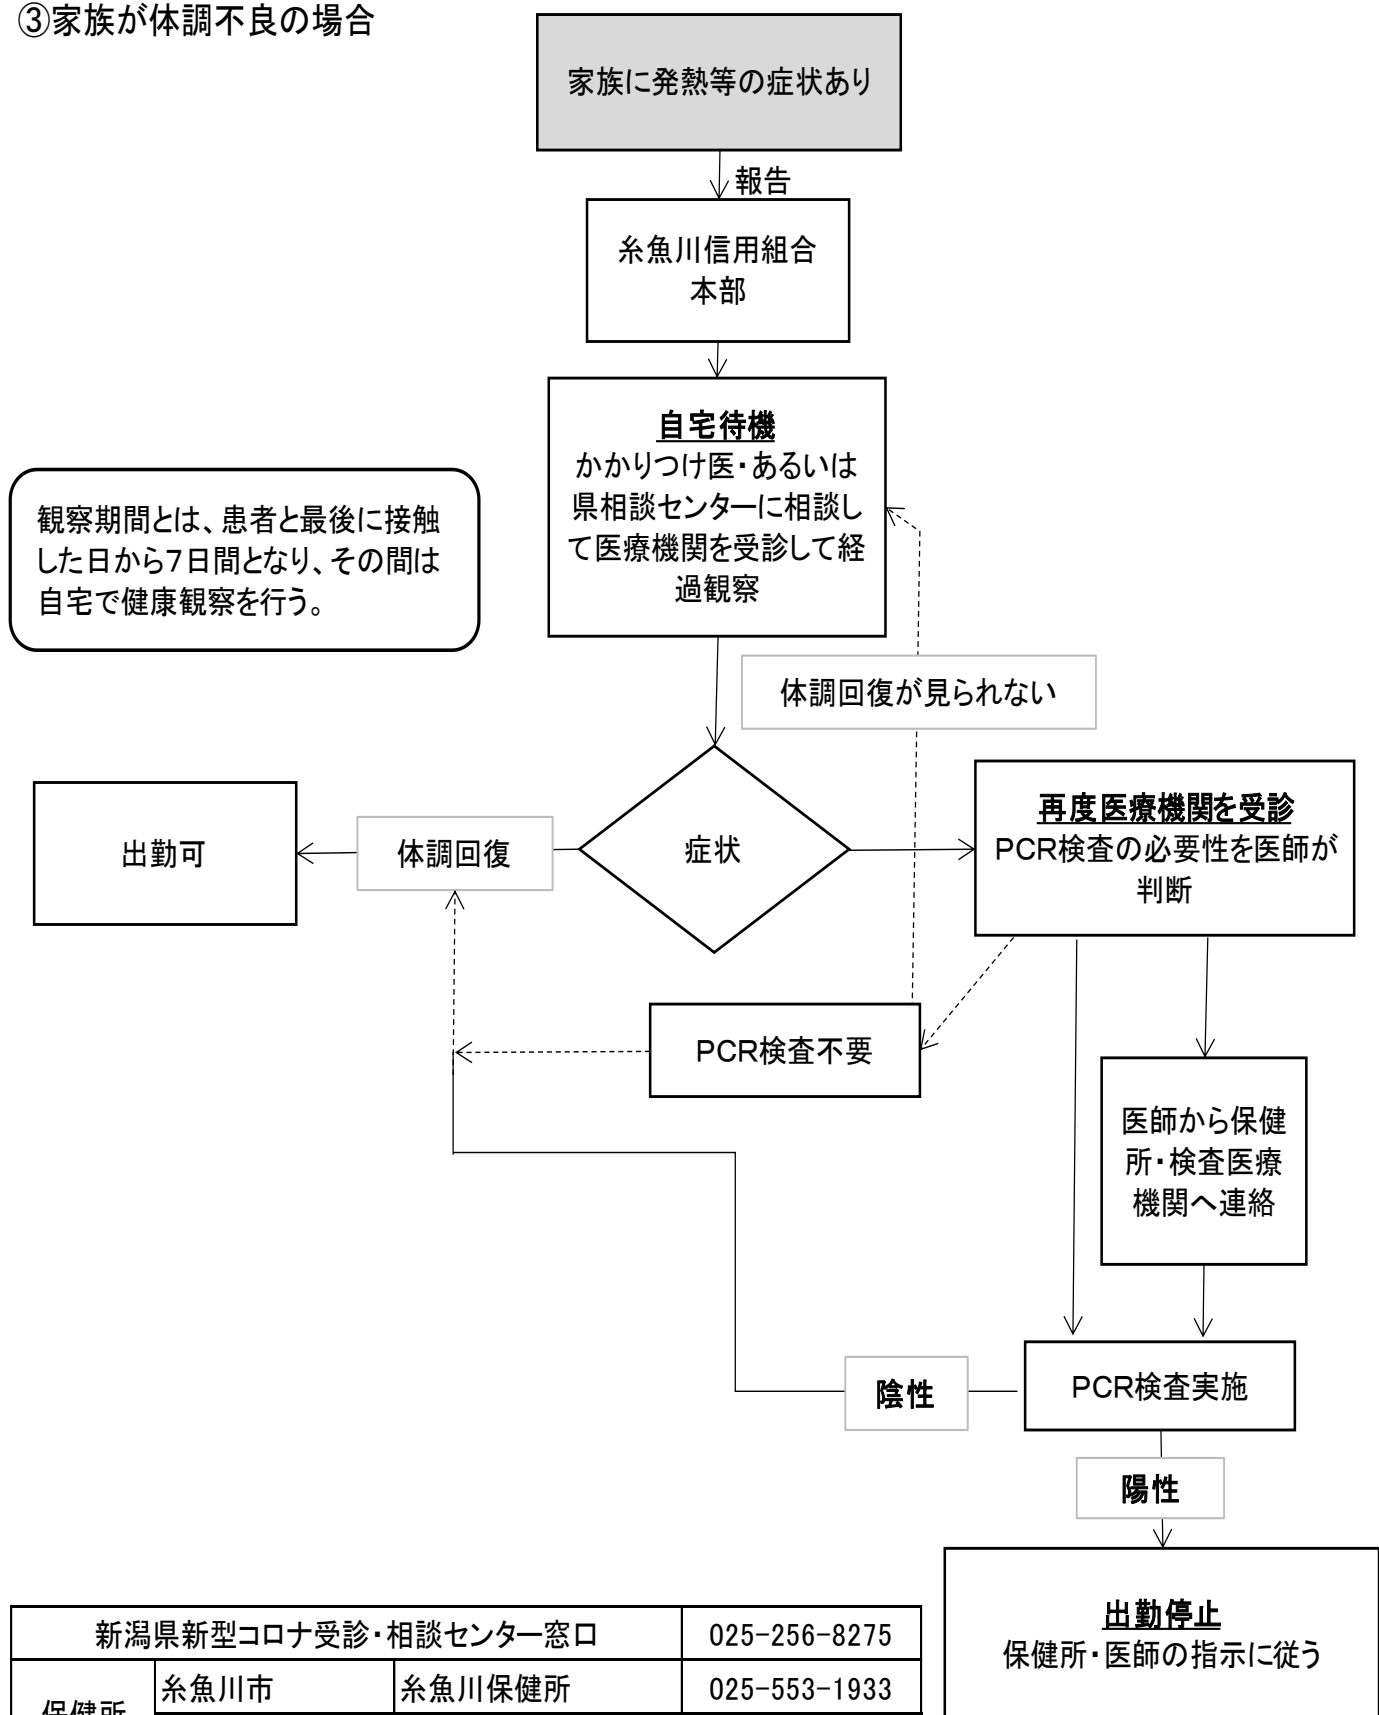 ③家族が体調不良の場合
家族に発熱等の症状あり
報告
糸魚川信用組合
本部
自宅待機
かかりつけ医・あるいは
県相談センターに相談し
て医療機関を受診して経
過観察
観察期間とは、患者と最後に接触
した日から7日間となり、その間は
自宅で健康観察を行う。
体調回復が見られない
出勤可
体調回復
症状
再度医療機関を受診
PCR検査の必要性を医師が
判断
PCR検査不要
医師から保健
所・検査医療
機関へ連絡
陰性
PCR検査実施
陽性
出勤停止
保健所・医師の指示に従う
新潟県新型コロナ受診・相談センター窓口 025-256-8275
保健所 糸魚川市 糸魚川保健所 025-553-1933